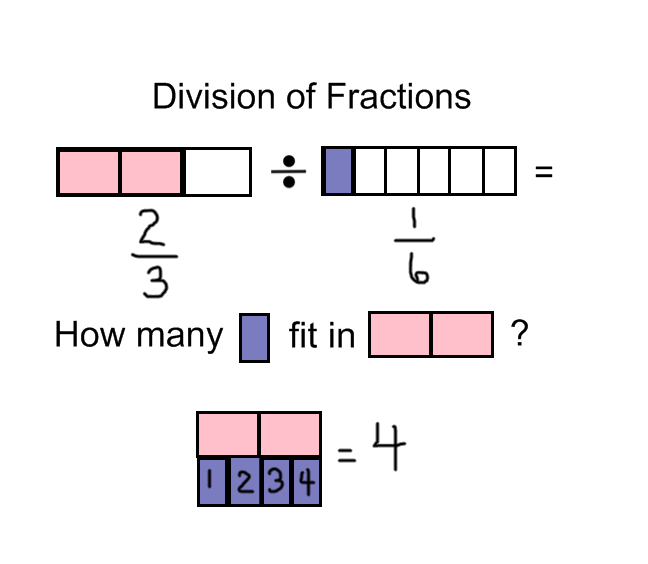 Division of Fractions
÷ =
2/3 1/6
How many fit in ?
= 4
1 2 3 4